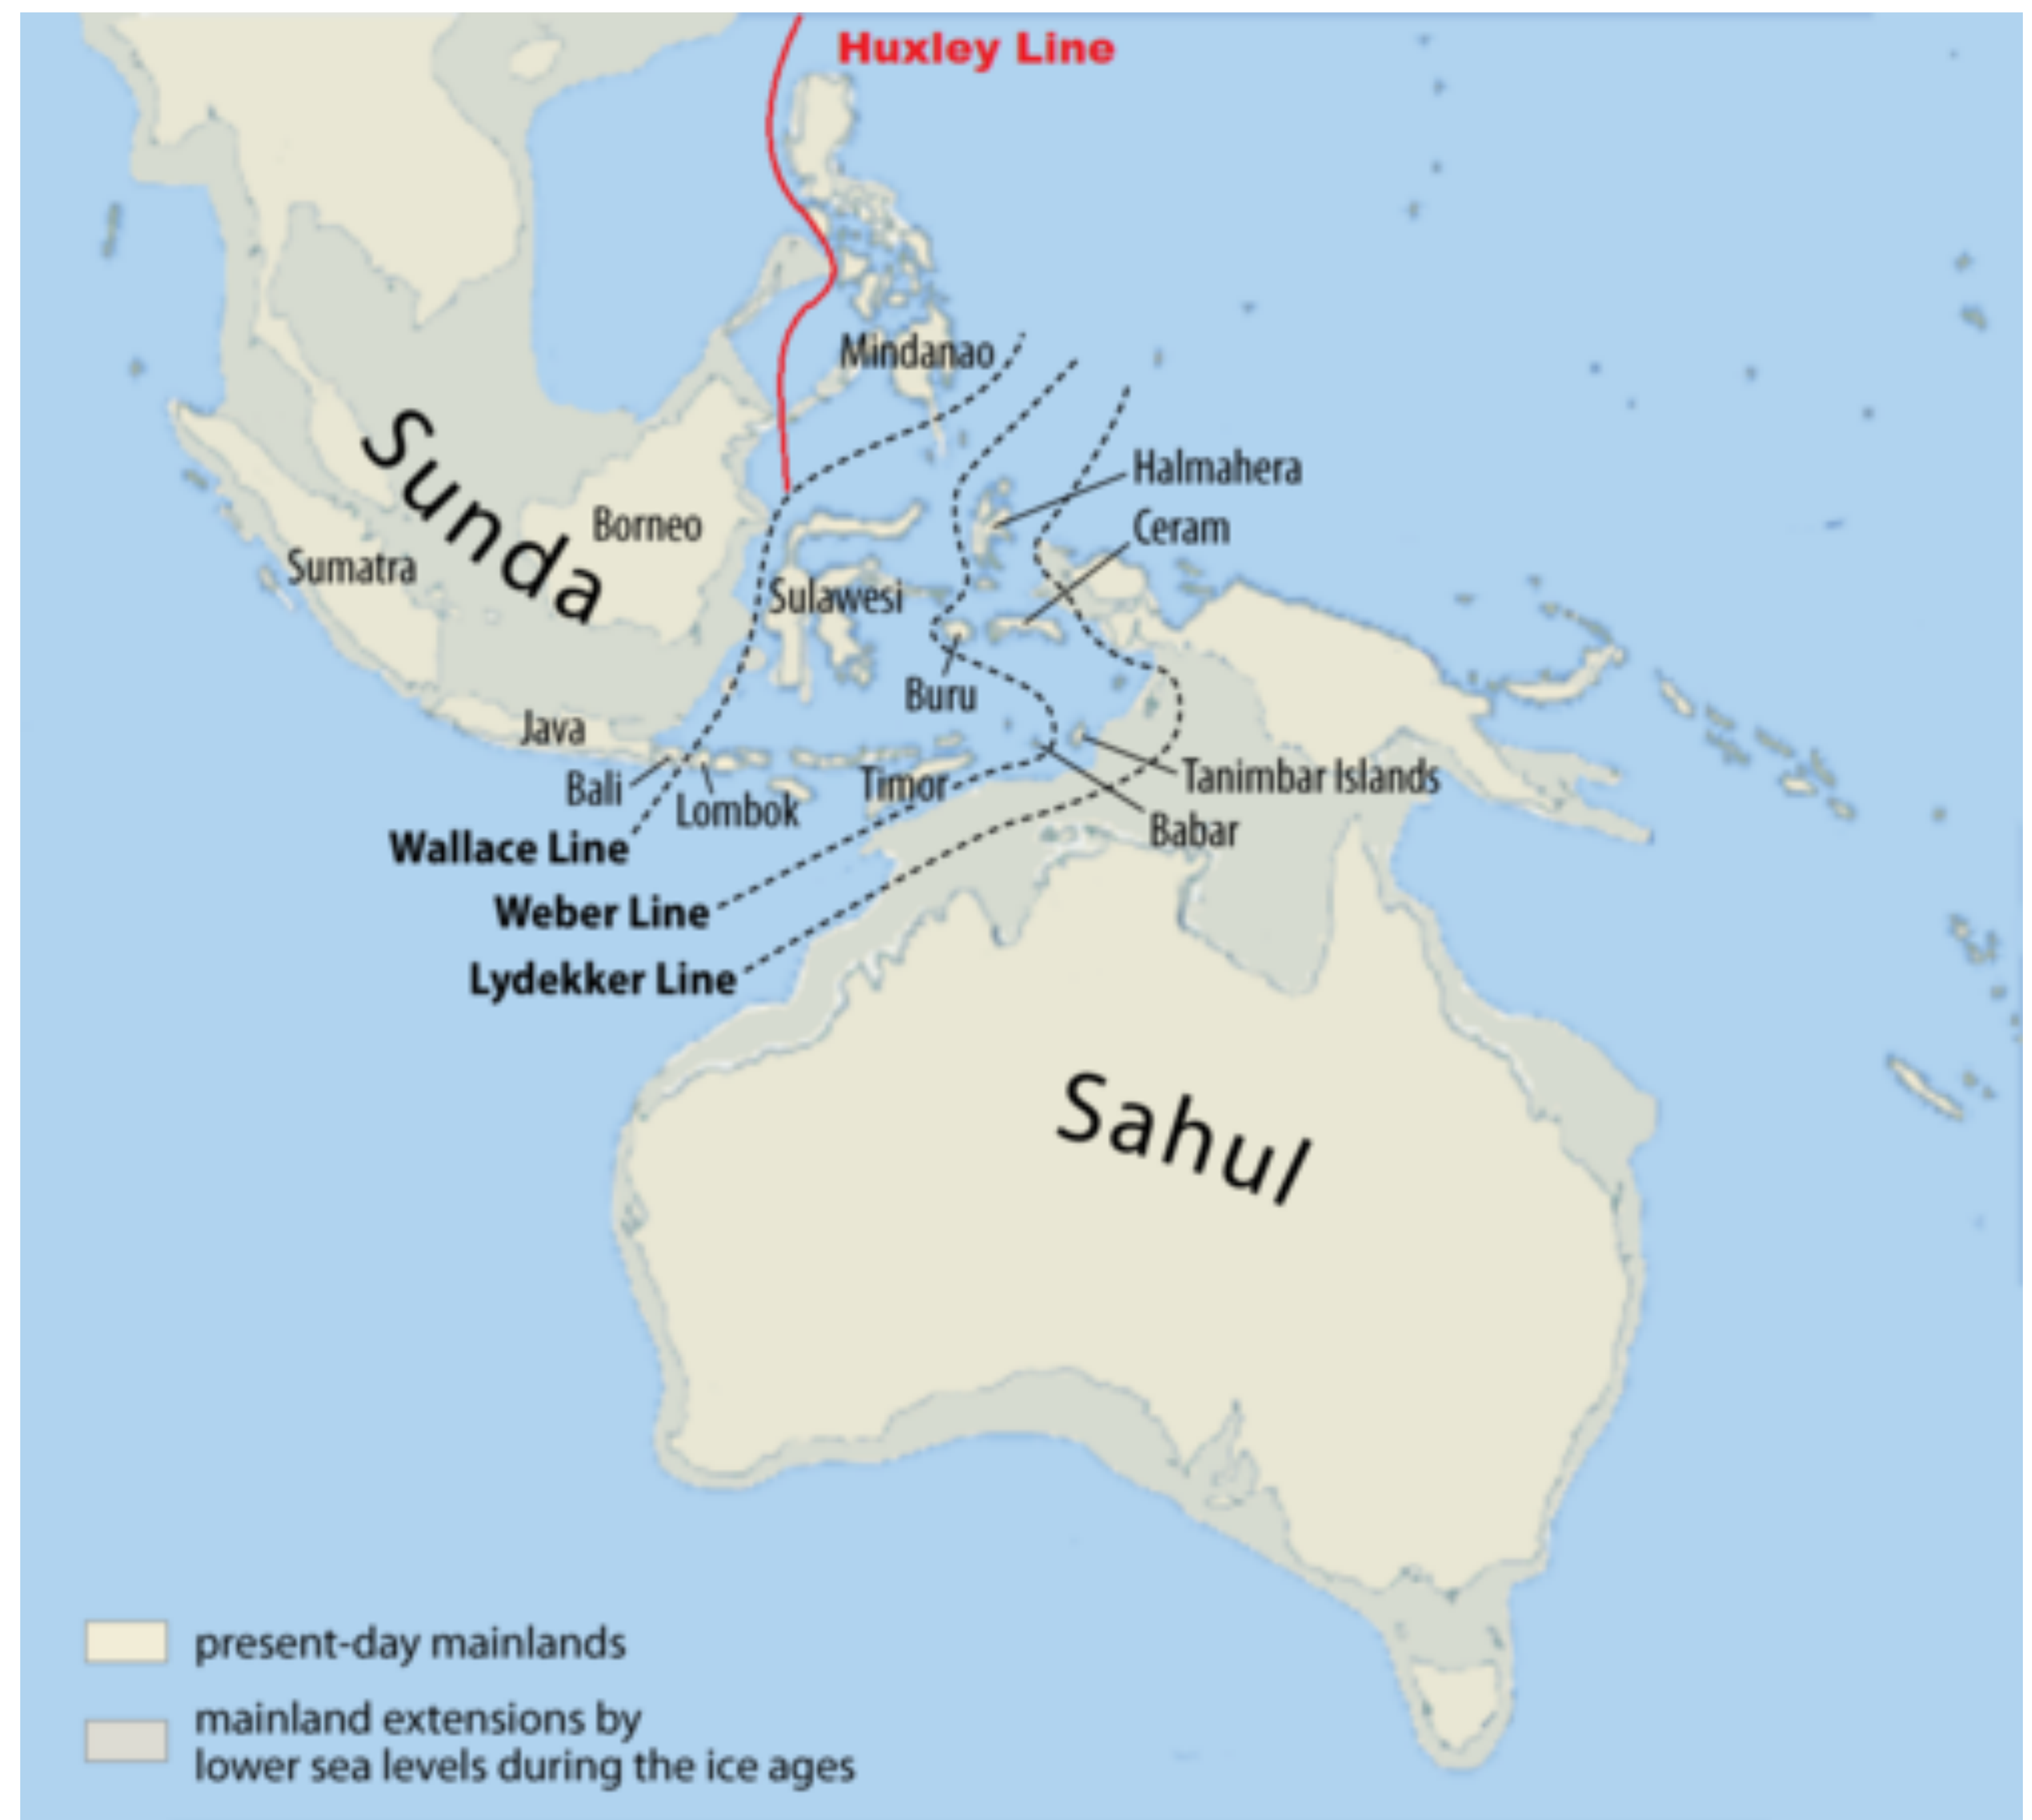 Huxley Line
Mindanao
Halmahera
Ceram
Sunda
Borneo
Sumatra
Sulawesi
Buru
Java
Bali
Lombok
Timor
Tanimbar Islands
Babar
Wallace Line
Weber Line
Lydekker Line
Sahul
present-day mainlands
mainland extensions by
lower sea levels during the ice ages